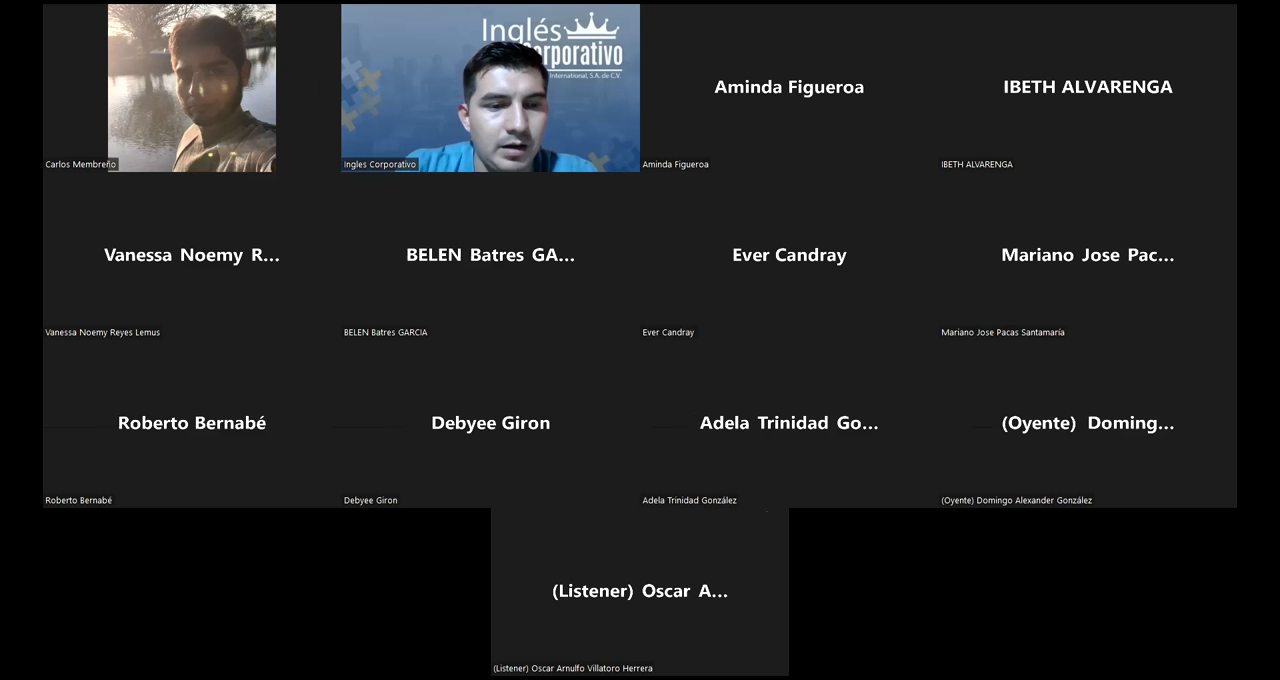 Inglés
Corporativo
International, S.A. de C.V.
Aminda Figueroa
IBETH ALVARENGA
Carlos Membreño
Ingles Corporativo
Aminda Figueroa
IBETH ALVARENGA
Vanessa Noemy R...
BELEN Batres GA...
Ever Candray
Mariano Jose Pac...
Vanessa Noemy Reyes Lemus
BELEN Batres GARCIA
Ever Candray
Mariano Jose Pacas Santamaría
Roberto Bernabé
Debyee Giron
Adela Trinidad Go...
(Oyente) Doming...
Roberto Bernabé
Debyee Giron
Adela Trinidad González
(Oyente) Domingo Alexander González
(Listener) Oscar A...
(Listener) Oscar Arnulfo Villatoro Herrera